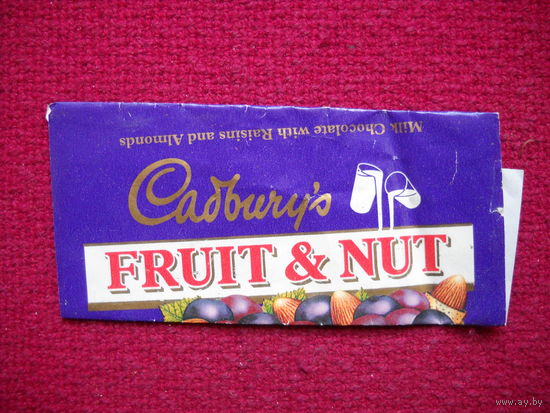 Milk Chocolate with Raisins and Almonds
Cadbury's
FRUIT & NUT
www.ay.by